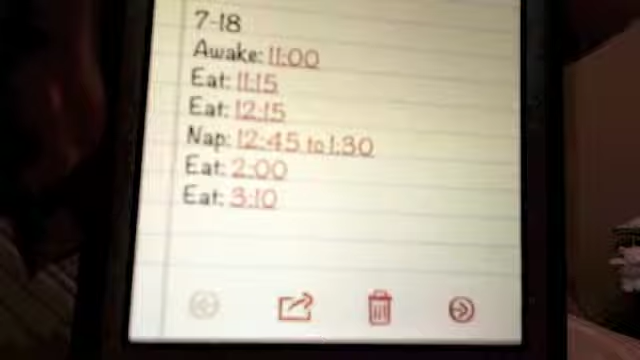 7-18
Awake: 11:00
Eat: 11:15
Eat: 12:15
Nap: 12:45 to 1:30
Eat: 2:00
Eat: 3:10